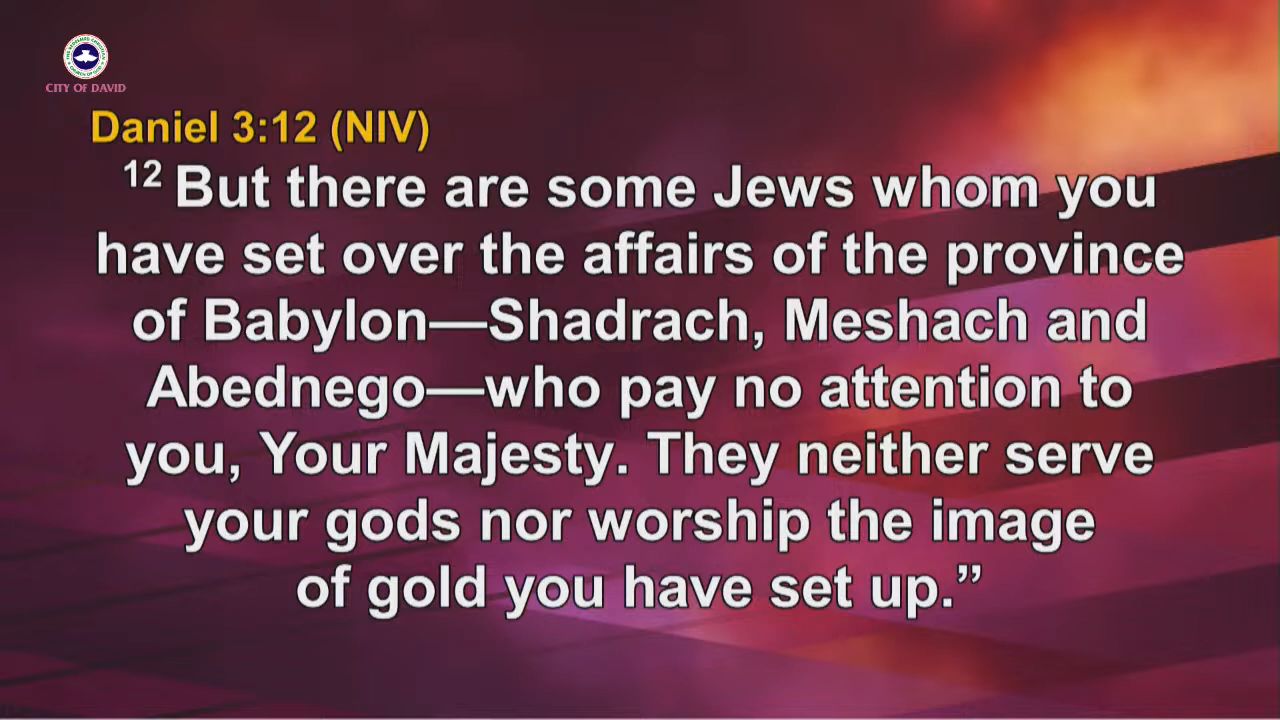 CITY OF DAVID
Daniel 3:12 (NIV)
12 But there are some Jews whom you
have set over the affairs of the province
of Babylon—Shadrach, Meshach and
Abednego—who pay no attention to
you, Your Majesty. They neither serve
your gods nor worship the image
of gold you have set up.”